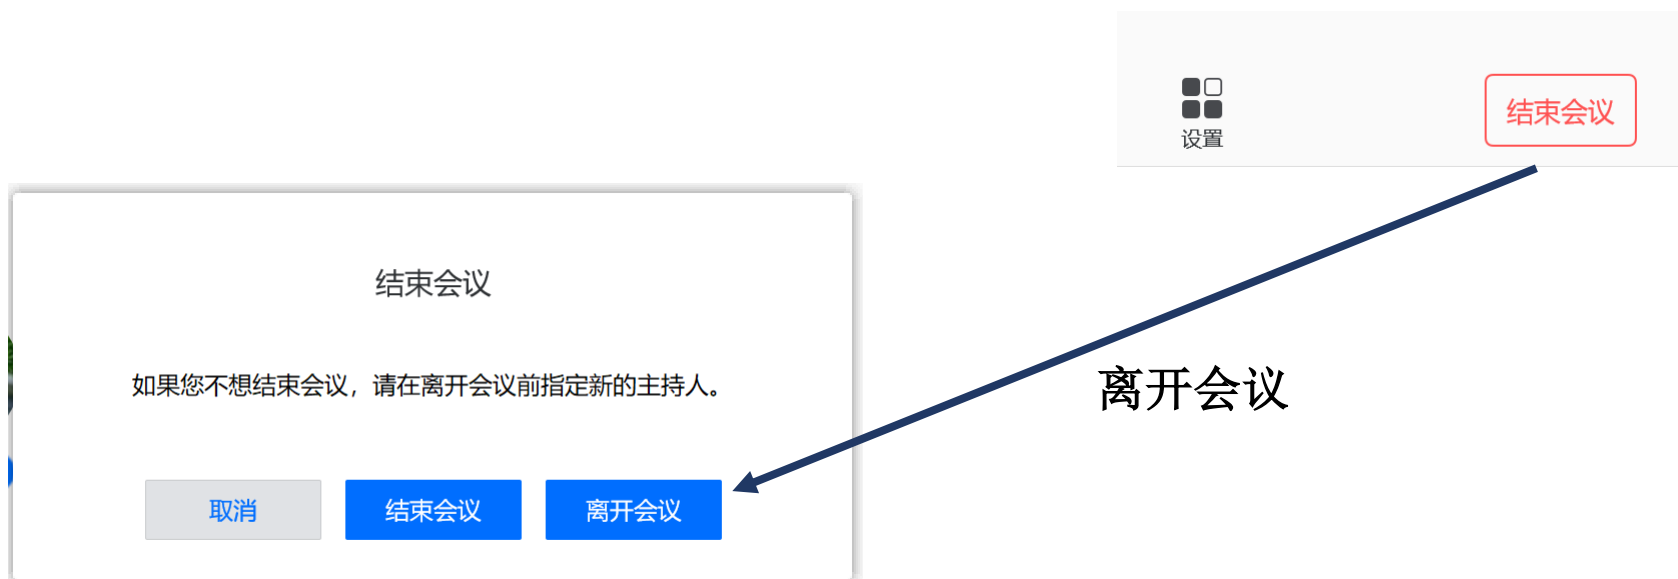 设置
结束会议
结束会议
如果您不想结束会议，请在离开会议前指定新的主持人。
离开会议
取消
结束会议
离开会议